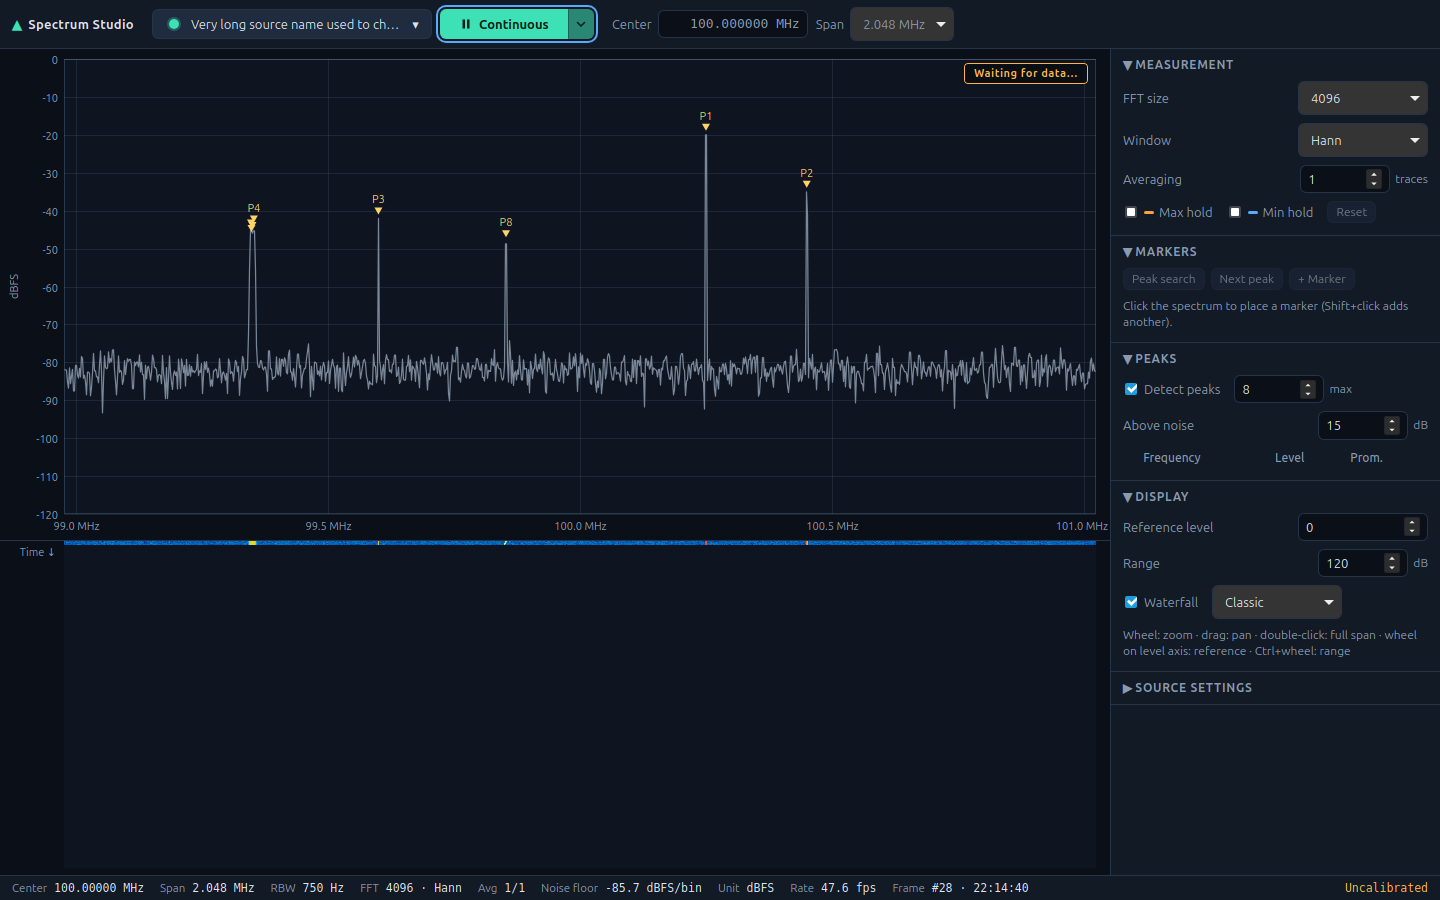 Spectrum Studio
Very long source name used to ch... ▾
Continuous
Center 100.000000 MHz
Span 2.048 MHz
Waiting for data...
dBFS
0
-10
-20
-30
-40
-50
-60
-70
-80
-90
-100
-110
-120
P4
P3
P8
P1
P2
99.0 MHz 99.5 MHz 100.0 MHz 100.5 MHz 101.0 MHz
Time ↓
▼ MEASUREMENT
FFT size 4096
Window Hann
Averaging 1 traces
Max hold Min hold Reset
▼ MARKERS
Peak search Next peak + Marker
Click the spectrum to place a marker (Shift+click adds
another).
▼ PEAKS
Detect peaks 8 max
Above noise 15 dB
Frequency Level Prom.
▼ DISPLAY
Reference level 0
Range 120 dB
Waterfall Classic
Wheel: zoom · drag: pan · double-click: full span · wheel
on level axis: reference · Ctrl+wheel: range
▶ SOURCE SETTINGS
Center 100.00000 MHz Span 2.048 MHz RBW 750 Hz FFT 4096 · Hann Avg 1/1 Noise floor -85.7 dBFS/bin Unit dBFS Rate 47.6 fps Frame #28 · 22:14:40 Uncalibrated